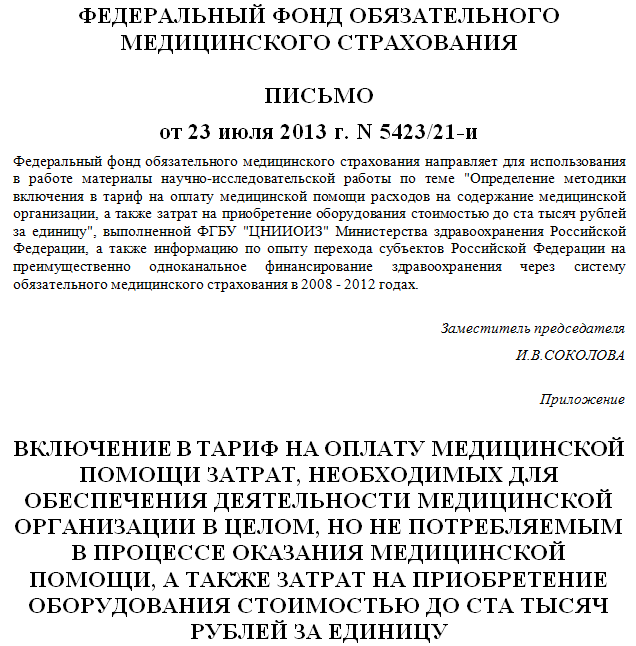 ФЕДЕРАЛЬНЫЙ ФОНД ОБЯЗАТЕЛЬНОГО
МЕДИЦИНСКОГО СТРАХОВАНИЯ
ПИСЬМО
от 23 июля 2013 г. N 5423/21-и
Федеральный фонд обязательного медицинского страхования направляет для использования
в работе материалы научно-исследовательской работы по теме "Определение методики
включения в тариф на оплату медицинской помощи расходов на содержание медицинской
организации, а также затрат на приобретение оборудования стоимостью до ста тысяч рублей
за единицу", выполненной ФГБУ "ЦНИИОИЗ" Министерства здравоохранения Российской
Федерации, а также информацию по опыту перехода субъектов Российской Федерации на
преимущественно одноканальное финансирование здравоохранения через систему
обязательного медицинского страхования в 2008 - 2012 годах.
Заместитель председателя
И.В.СОКОЛОВА
Приложение
ВКЛЮЧЕНИЕ В ТАРИФ НА ОПЛАТУ МЕДИЦИНСКОЙ
ПОМОЩИ ЗАТРАТ, НЕОБХОДИМЫХ ДЛЯ
ОБЕСПЕЧЕНИЯ ДЕЯТЕЛЬНОСТИ МЕДИЦИНСКОЙ
ОРГАНИЗАЦИИ В ЦЕЛОМ, НО НЕ ПОТРЕБЛЯЕМЫМ
В ПРОЦЕССЕ ОКАЗАНИЯ МЕДИЦИНСКОЙ
ПОМОЩИ, А ТАКЖЕ ЗАТРАТ НА ПРИОБРЕТЕНИЕ
ОБОРУДОВАНИЯ СТОИМОСТЬЮ ДО СТА ТЫСЯЧ
РУБЛЕЙ ЗА ЕДИНИЦУ